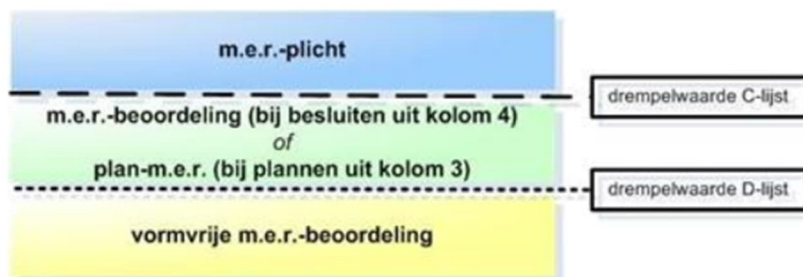 m.e.r.-plicht
drempelwaarde C-lijst
m.e.r.-beoordeling (bij besluiten uit kolom 4)
of
plan-m.e.r. (bij plannen uit kolom 3)
drempelwaarde D-lijst
vormvrije m.e.r.-beoordeling